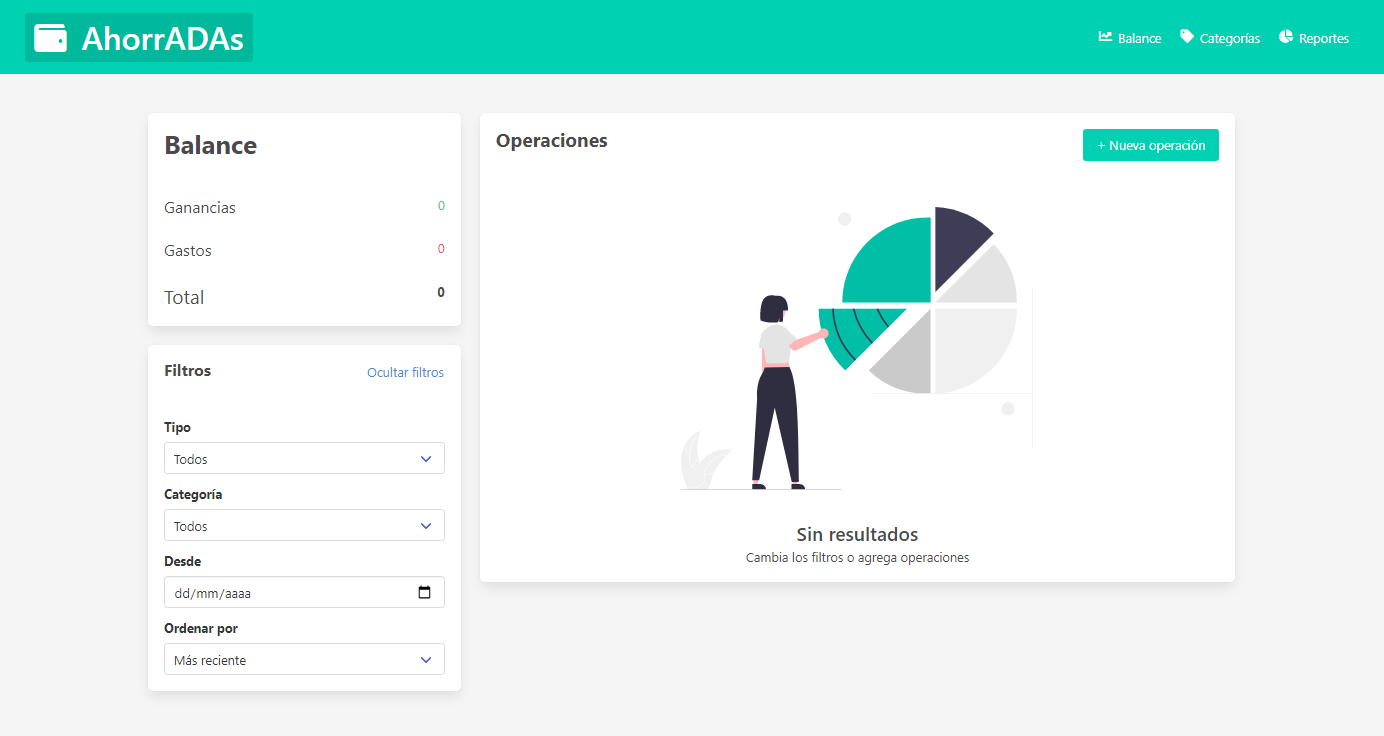 AhorrADAs
Balance
Categorías
Reportes
Balance
Ganancias 0
Gastos 0
Total 0
Filtros
Ocultar filtros
Tipo
Todos
Categoría
Todos
Desde
dd/mm/aaaa
Ordenar por
Más reciente
Operaciones
+ Nueva operación
Sin resultados
Cambia los filtros o agrega operaciones